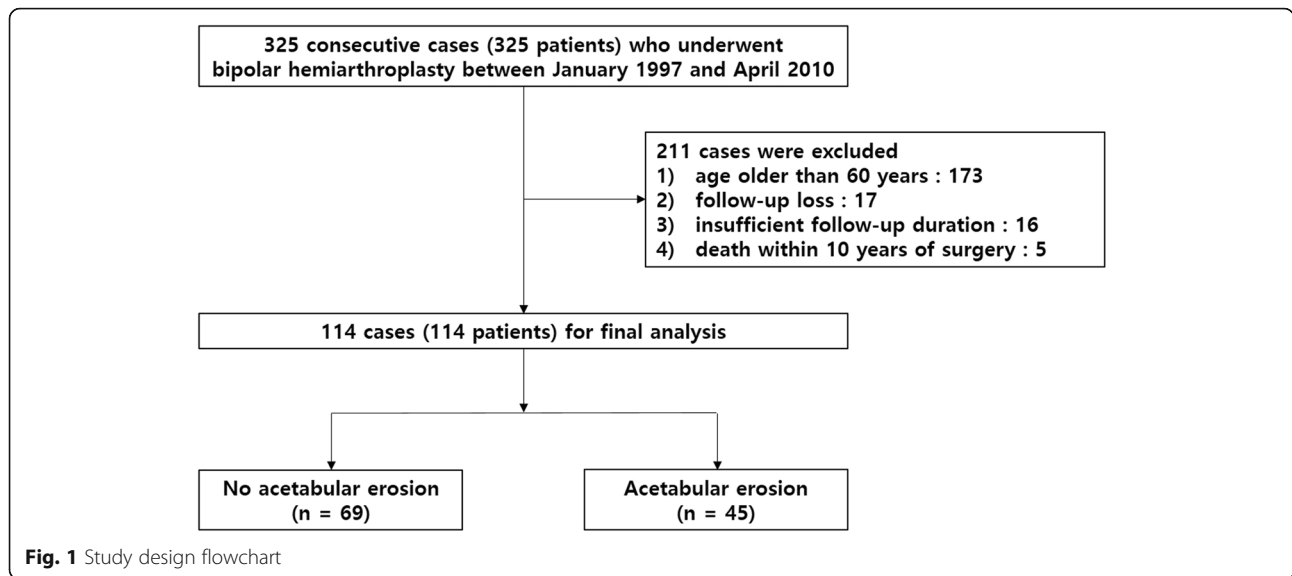 325 consecutive cases (325 patients) who underwent
bipolar hemiarthroplasty between January 1997 and April 2010
211 cases were excluded
1) age older than 60 years : 173
2) follow-up loss : 17
3) insufficient follow-up duration : 16
4) death within 10 years of surgery : 5
114 cases (114 patients) for final analysis
No acetabular erosion
(n = 69)
Acetabular erosion
(n = 45)
Fig. 1 Study design flowchart